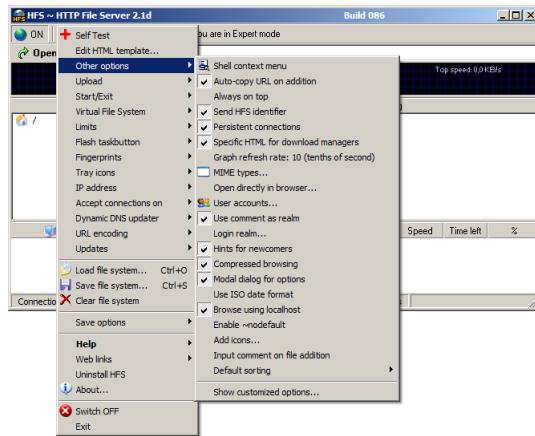 HFS ~ HTTP File Server 2.1d
Build 086
ON
ou are in Expert mode
Open
Top speed: 0,0 KB/s
/
Speed
Time left
%
Connectio
Self Test
Edit HTML template...
Other options
Upload
Start/Exit
Virtual File System
Limits
Flash taskbutton
Fingerprints
Tray icons
IP address
Accept connections on
Dynamic DNS updater
URL encoding
Updates
Load file system... Ctrl+O
Save file system... Ctrl+S
Clear file system
Save options
Help
Web links
Uninstall HFS
About...
Switch OFF
Exit
Shell context menu
Auto-copy URL on addition
Always on top
Send HFS identifier
Persistent connections
Specific HTML for download managers
Graph refresh rate: 10 (tenths of second)
MIME types...
Open directly in browser...
User accounts...
Use comment as realm
Login realm...
Hints for newcomers
Compressed browsing
Modal dialog for options
Use ISO date format
Browse using localhost
Enable ~nodefault
Add icons...
Input comment on file addition
Default sorting
Show customized options...